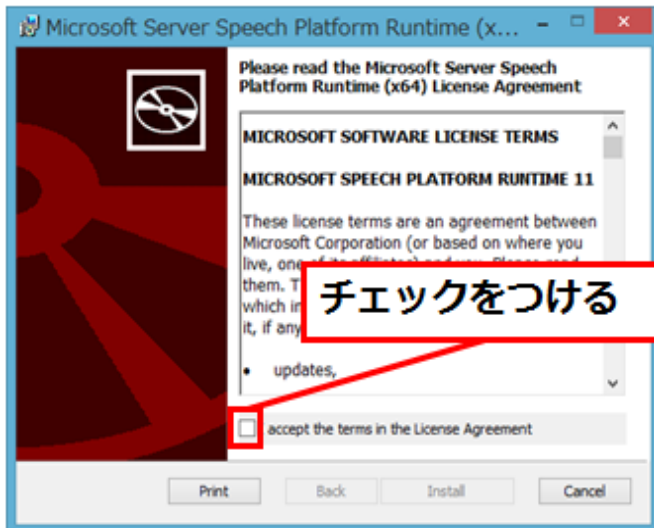 Microsoft Server Speech Platform Runtime (x...
Please read the Microsoft Server Speech
Platform Runtime (x64) License Agreement
MICROSOFT SOFTWARE LICENSE TERMS
MICROSOFT SPEECH PLATFORM RUNTIME 11
These license terms are an agreement between
Microsoft Corporation (or based on where you
live, one of its affiliates) and you. Please read
them. T
which in
it, if any
チェックをつける
• updates,
accept the terms in the License Agreement
Print Back Install Cancel